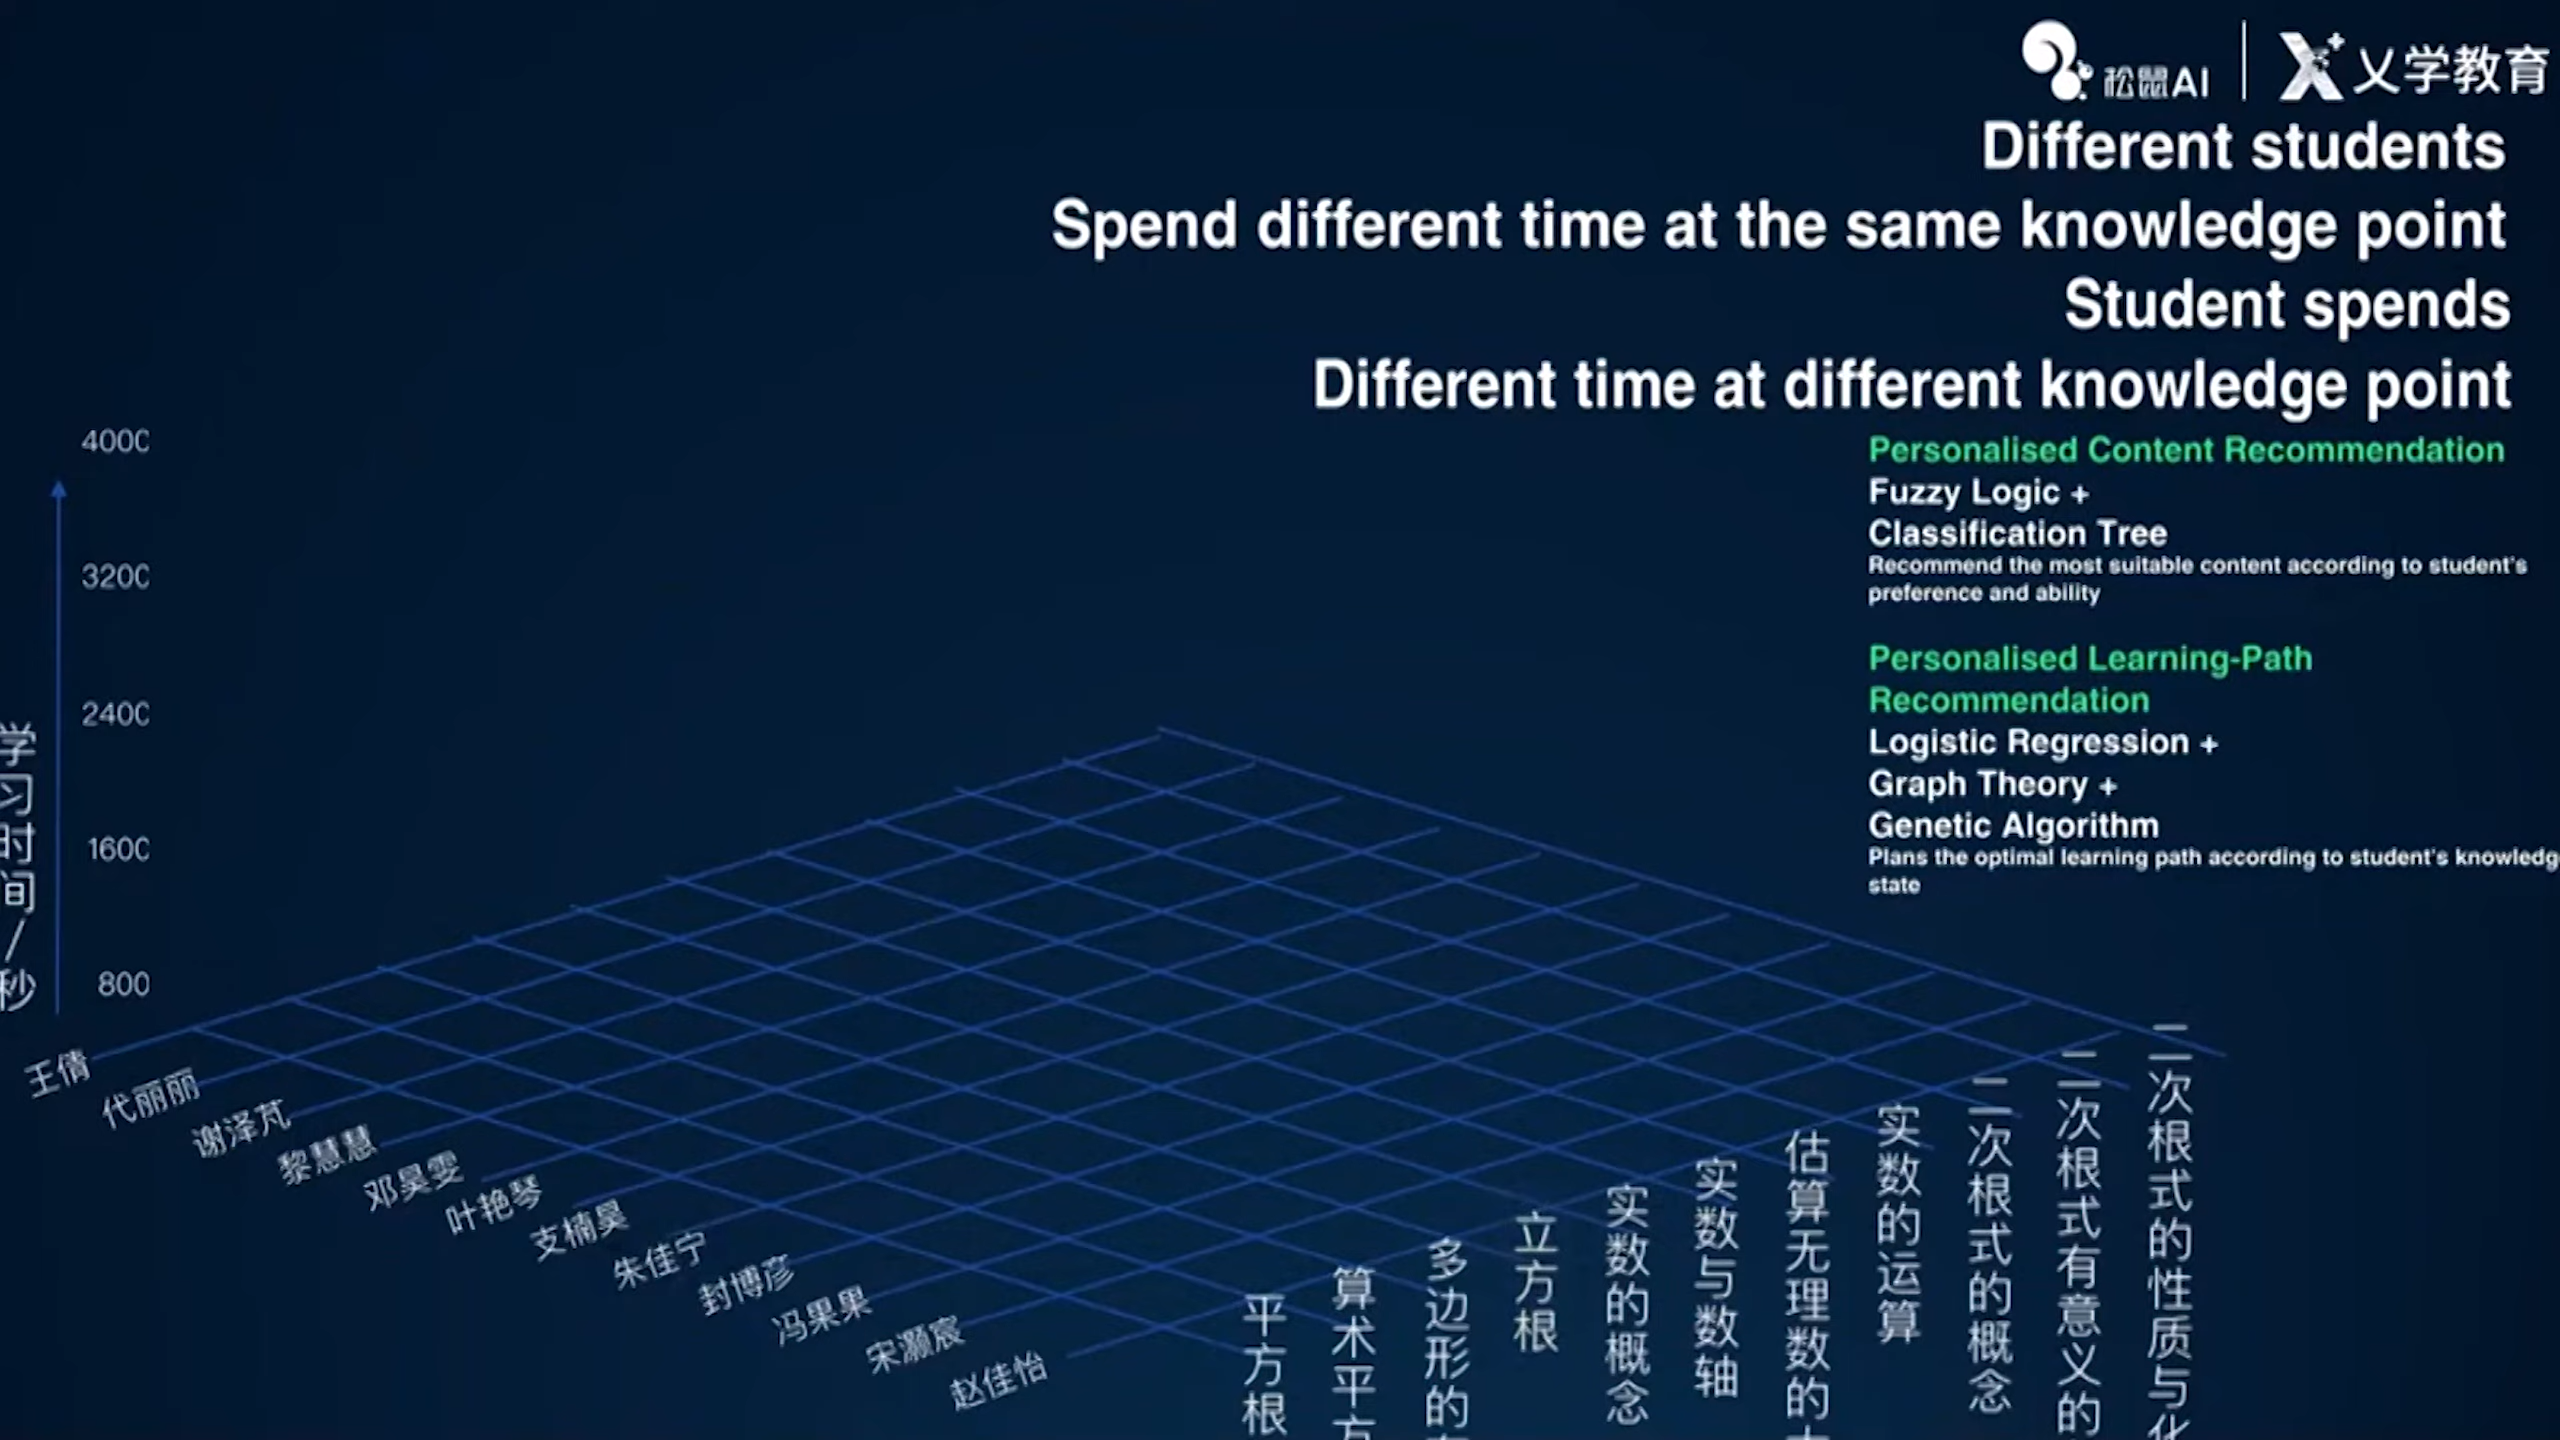 松鼠AI
乂学教育
Different students
Spend different time at the same knowledge point
Student spends
Different time at different knowledge point
Personalised Content Recommendation
Fuzzy Logic +
Classification Tree
Recommend the most suitable content according to student's
preference and ability
Personalised Learning-Path
Recommendation
Logistic Regression +
Graph Theory +
Genetic Algorithm
Plans the optimal learning path according to student's knowledg
state
4000
3200
2400
1600
800
学习时间/秒
王倩
代丽丽
谢泽芃
黎慧慧
邓昊雯
叶艳琴
支楠昊
朱佳宁
封博彦
冯果果
宋灏宸
赵佳怡
平方根
算术平方
多边形的
立方根
实数的概念
实数与数轴
估算无理数的
实数的运算
二次根式的概念
二次根式有意义的
二次根式的性质与化